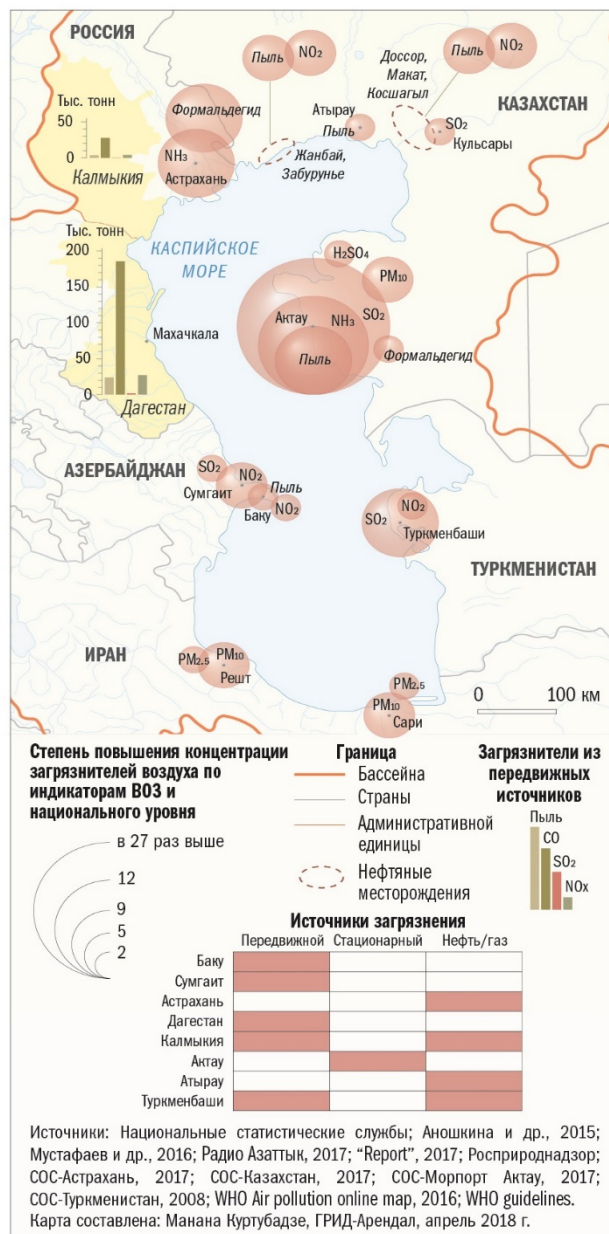 РОССИЯ
Пыль NO₂
Пыль NO₂
Доссор,
Макат,
Косшагыл
КАЗАХСТАН
Тыс. тонн
50
0
Калмыкия
Формальдегид
NH₃
Астрахань
Атырау
Пыль
SO₂
Кульсары
Жанбай,
Забурунье
Тыс. тонн
200
150
100
50
0
КАСПИЙСКОЕ
МОРЕ
Махачкала
Дагестан
H₂SO₄
PM₁₀
SO₂
Актау
NH₃
Пыль
Формальдегид
АЗЕРБАЙДЖАН
SO₂
NO₂
Сумгаит
Пыль
Баку
NO₂
NO₂
SO₂
Туркменбаши
ТУРКМЕНИСТАН
ИРАН
PM₂.₅
PM₁₀
Решт
PM₂.₅
PM₁₀
Сари
0 100 км
Степень повышения концентрации
загрязнителей воздуха по
индикаторам ВОЗ и
национального уровня
в 27 раз выше
12
9
5
2
Граница
Бассейна
Страны
Административной
единицы
Нефтяные
месторождения
Загрязнители из
передвижных
источников
Пыль
CO
SO₂
NOx
Источники загрязнения
Передвижной Стационарный Нефть/газ
Баку
Сумгаит
Астрахань
Дагестан
Калмыкия
Актау
Атырау
Туркменбаши
Источники: Национальные статистические службы; Аношкина и др., 2015;
Мустафаев и др., 2016; Радио Азаттык, 2017; “Report”, 2017; Росприроднадзор;
СОС-Астрахань, 2017; СОС-Казахстан, 2017; СОС-Морпорт Актау, 2017;
СОС-Туркменистан, 2008; WHO Air pollution online map, 2016; WHO guidelines.
Карта составлена: Манана Куртубадзе, ГРИД-Арендал, апрель 2018 г.